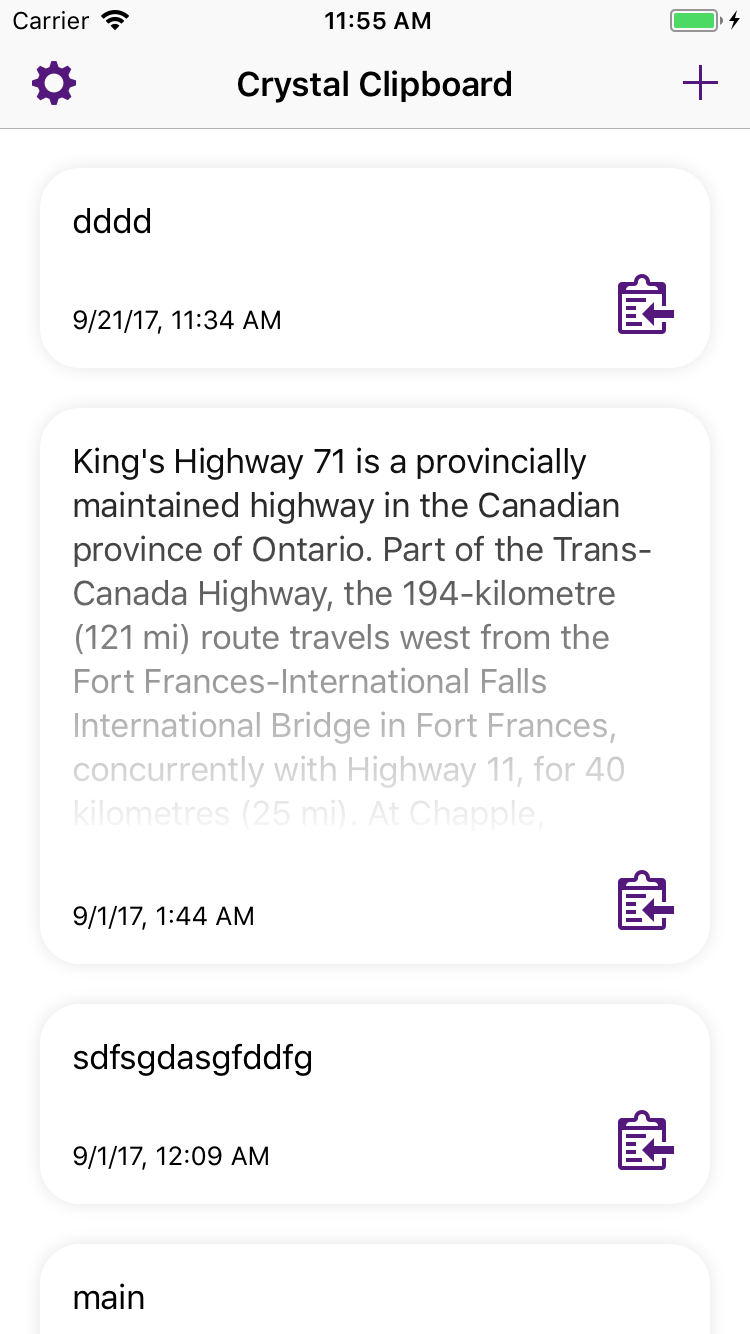 Carrier 11:55 AM
Crystal Clipboard
dddd
9/21/17, 11:34 AM
King's Highway 71 is a provincially
maintained highway in the Canadian
province of Ontario. Part of the Trans-
Canada Highway, the 194-kilometre
(121 mi) route travels west from the
Fort Frances-International Falls
International Bridge in Fort Frances,
concurrently with Highway 11, for 40
kilometres (25 mi). At Chapple,
9/1/17, 1:44 AM
sdfsgdasgfddfg
9/1/17, 12:09 AM
main